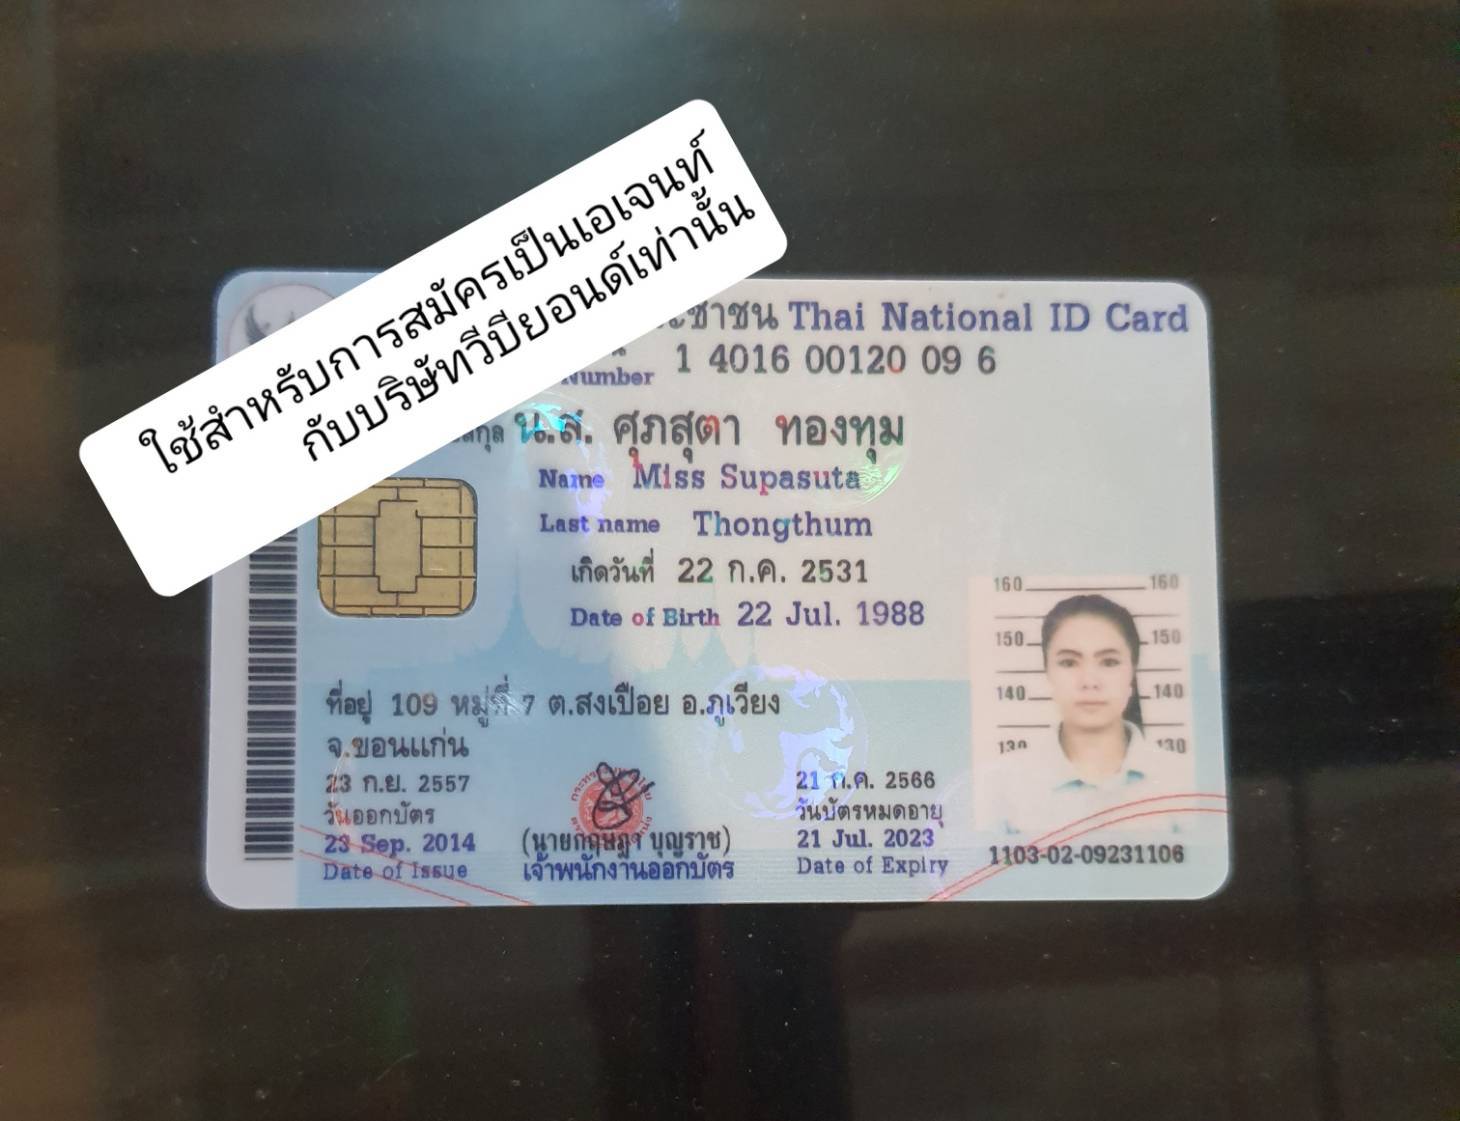 ใช้สำหรับการสมัครเป็นเอเจนท์
กับบริษัทวีบียอนด์เท่านั้น
ะชาชน Thai National ID Card
Number 1 4016 00120 09 6
น.ส. ศุภสุตา ทองทุม
Name Miss Supasuta
Last name Thongthum
เกิดวันที่ 22 ก.ค. 2531
Date of Birth 22 Jul. 1988
160 160
150 150
140 140
130 130
ที่อยู่ 109 หมู่ที่ 7 ต.สงเปือย อ.ภูเวียง
จ.ขอนแก่น
23 ก.ย. 2557
วันออกบัตร
23 Sep. 2014
Date of Issue
(นายกฤษฎา บุญราช)
เจ้าพนักงานออกบัตร
21 ก.ค. 2566
วันบัตรหมดอายุ
21 Jul. 2023
Date of Expiry
1103-02-09231106